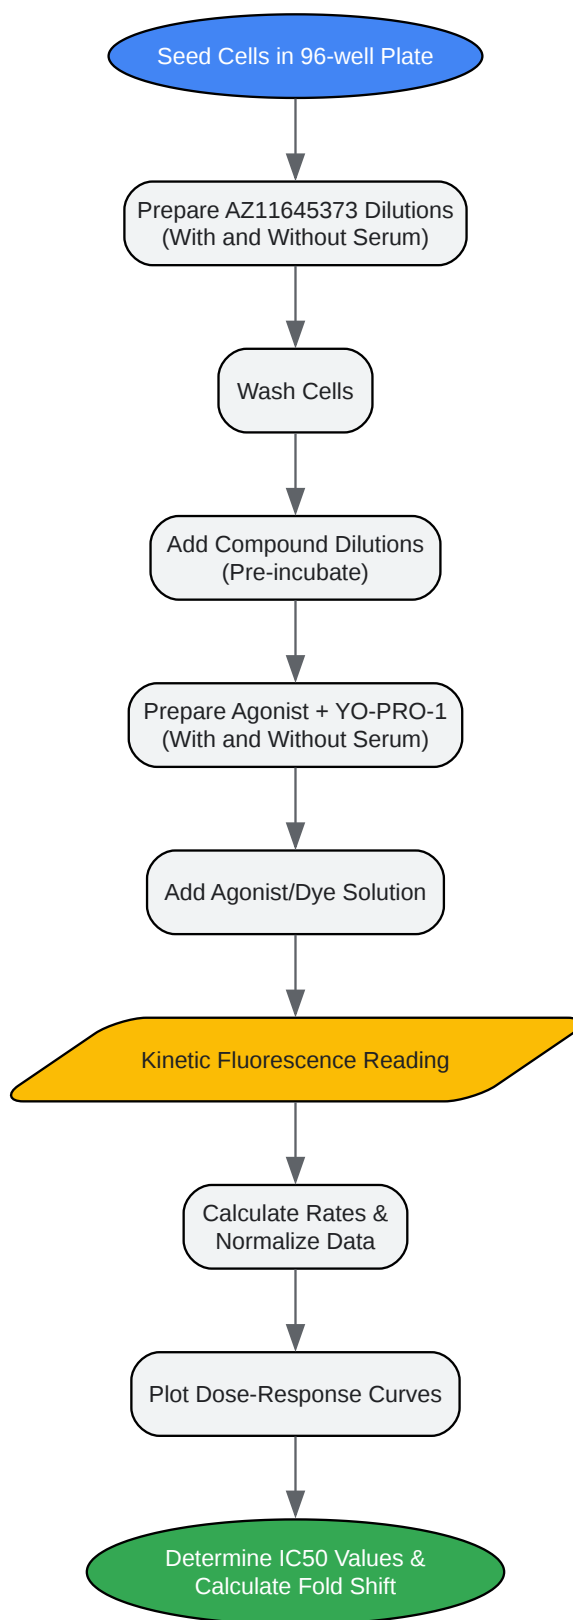 Seed Cells in 96-well Plate
Prepare AZ11645373 Dilutions
(With and Without Serum)
Wash Cells
Add Compound Dilutions
(Pre-incubate)
Prepare Agonist + YO-PRO-1
(With and Without Serum)
Add Agonist/Dye Solution
Kinetic Fluorescence Reading
Calculate Rates &
Normalize Data
Plot Dose-Response Curves
Determine IC50 Values &
Calculate Fold Shift